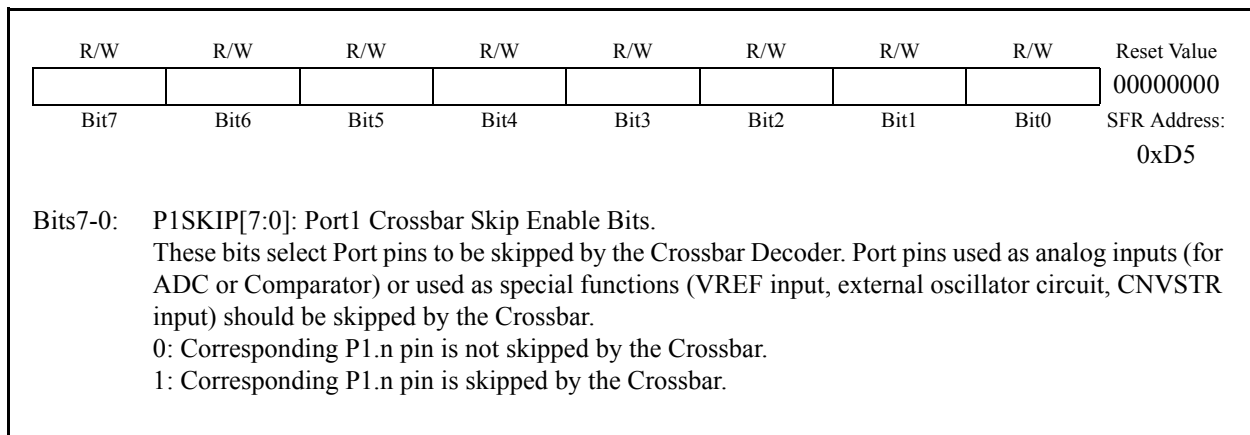 R/W R/W R/W R/W R/W R/W R/W R/W Reset Value
00000000
Bit7 Bit6 Bit5 Bit4 Bit3 Bit2 Bit1 Bit0 SFR Address:
0xD5
Bits7-0: P1SKIP[7:0]: Port1 Crossbar Skip Enable Bits.
These bits select Port pins to be skipped by the Crossbar Decoder. Port pins used as analog inputs (for
ADC or Comparator) or used as special functions (VREF input, external oscillator circuit, CNVSTR
input) should be skipped by the Crossbar.
0: Corresponding P1.n pin is not skipped by the Crossbar.
1: Corresponding P1.n pin is skipped by the Crossbar.